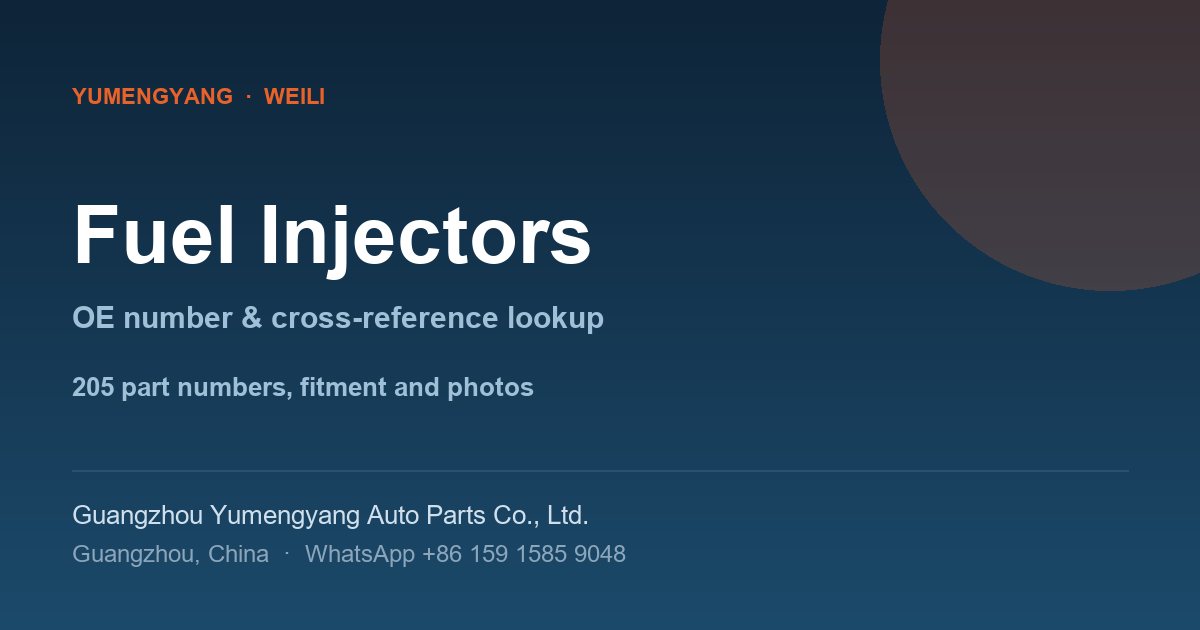 YUMENGYANG · WEILI
Fuel Injectors
OE number & cross-reference lookup
205 part numbers, fitment and photos
Guangzhou Yumengyang Auto Parts Co., Ltd.
Guangzhou, China · WhatsApp +86 159 1585 9048